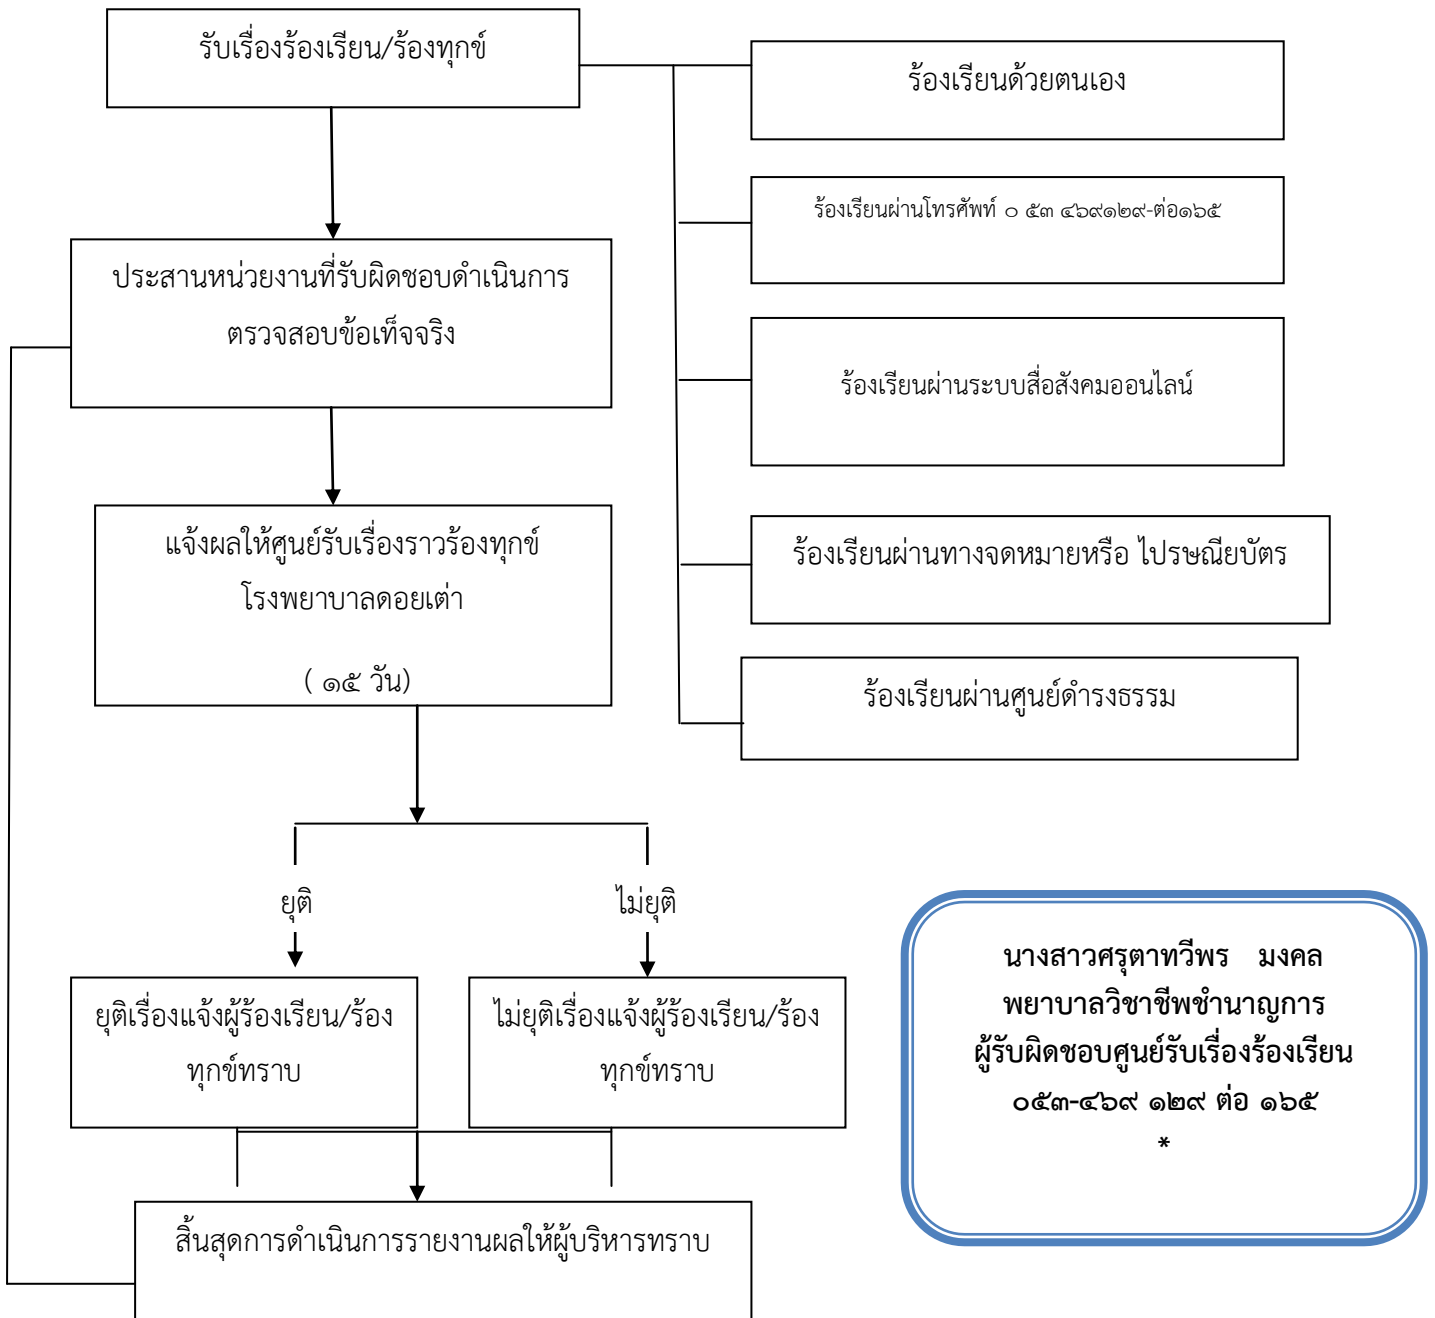 รับเรื่องร้องเรียน/ร้องทุกข์
ร้องเรียนด้วยตนเอง
ร้องเรียนผ่านโทรศัพท์ ๐ ๕๓ ๔๖๙๑๒๙-ต่อ๑๖๕
ประสานหน่วยงานที่รับผิดชอบดำเนินการ
ตรวจสอบข้อเท็จจริง
ร้องเรียนผ่านระบบสื่อสังคมออนไลน์
แจ้งผลให้ศูนย์รับเรื่องราวร้องทุกข์
โรงพยาบาลดอยเต่า
( ๑๕ วัน)
ร้องเรียนผ่านทางจดหมายหรือ ไปรษณียบัตร
ร้องเรียนผ่านศูนย์ดำรงธรรม
ยุติ
ไม่ยุติ
ยุติเรื่องแจ้งผู้ร้องเรียน/ร้อง
ทุกข์ทราบ
ไม่ยุติเรื่องแจ้งผู้ร้องเรียน/ร้อง
ทุกข์ทราบ
นางสาวศรุตาทวีพร มงคล
พยาบาลวิชาชีพชำนาญการ
ผู้รับผิดชอบศูนย์รับเรื่องร้องเรียน
๐๕๓-๔๖๙ ๑๒๙ ต่อ ๑๖๕
*
สิ้นสุดการดำเนินการรายงานผลให้ผู้บริหารทราบ